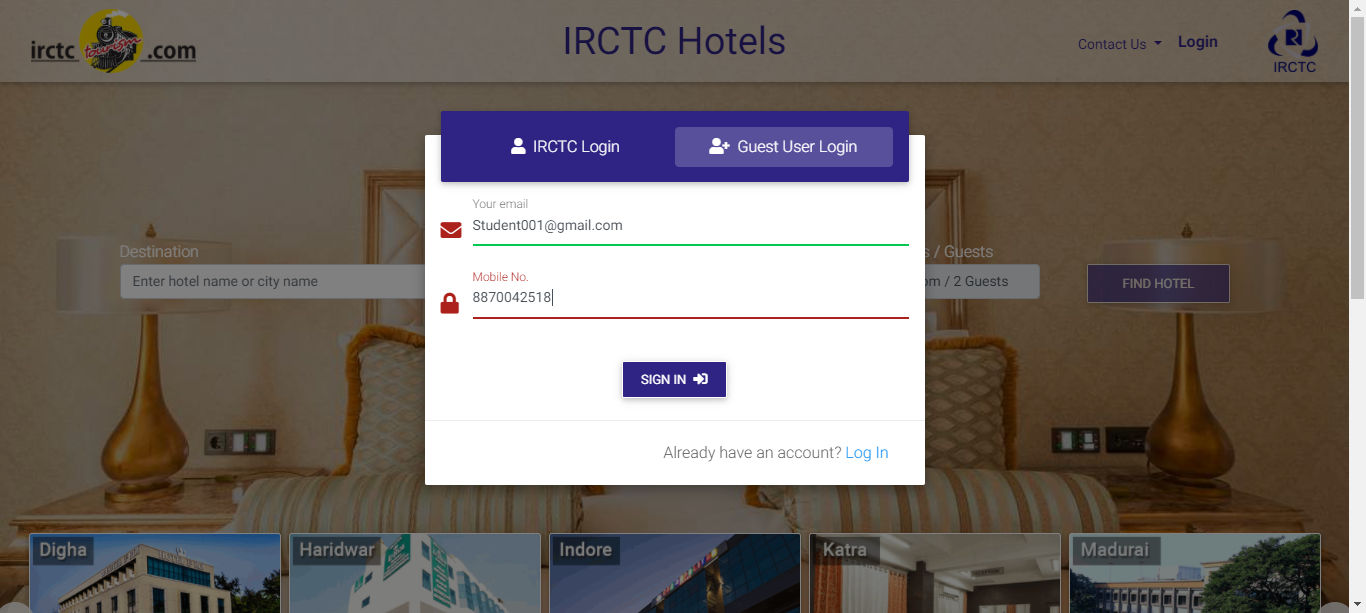 irctc tourism .com
IRCTC Hotels
Contact Us
Login
IRCTC
IRCTC Login
Guest User Login
Your email
Student001@gmail.com
Mobile No.
8870042518
Destination
Enter hotel name or city name
/ Guests
/ 2 Guests
FIND HOTEL
SIGN IN
Already have an account? Log In
Digha
Haridwar
Indore
Katra
Madurai